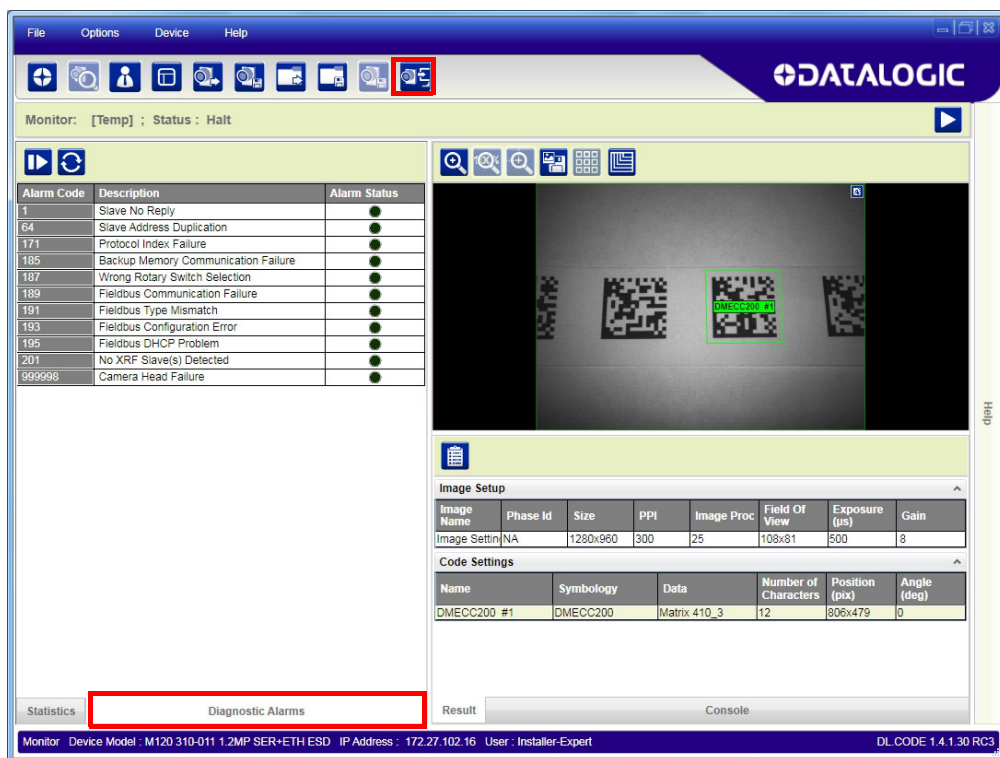 File Options Device Help
DATALOGIC
Monitor: [Temp] ; Status : Halt
Alarm Code Description Alarm Status
1 Slave No Reply
64 Slave Address Duplication
171 Protocol Index Failure
185 Backup Memory Communication Failure
187 Wrong Rotary Switch Selection
189 Fieldbus Communication Failure
191 Fieldbus Type Mismatch
193 Fieldbus Configuration Error
195 Fieldbus DHCP Problem
201 No XRF Slave(s) Detected
999998 Camera Head Failure
Statistics Diagnostic Alarms
100%
DMECC200 #1
Image Setup
Image Name Phase Id Size PPI Image Proc Field Of View Exposure (µs) Gain
Image Settin NA 1280x960 300 25 108x81 500 8
Code Settings
Name Symbology Data Number of Characters Position (pix) Angle (deg)
DMECC200 #1 DMECC200 Matrix 410_3 12 806x479 0
Result Console
Help
Monitor Device Model : M120 310-011 1.2MP SER+ETH ESD IP Address : 172.27.102.16 User : Installer-Expert DL.CODE 1.4.1.30 RC3